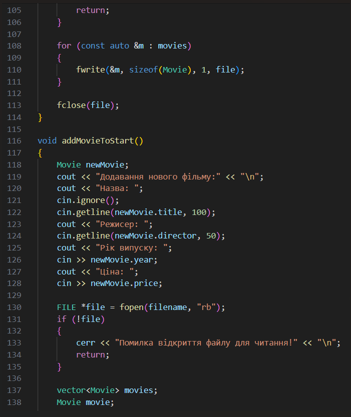 105 return;
106 }
107
108 for (const auto &m : movies)
109 {
110 fwrite(&m, sizeof(Movie), 1, file);
111 }
112
113 fclose(file);
114 }
115
116 void addMovieToStart()
117 {
118 Movie newMovie;
119 cout << "Додавання нового фільму:" << "\n";
120 cout << "Назва: ";
121 cin.ignore();
122 cin.getline(newMovie.title, 100);
123 cout << "Режисер: ";
124 cin.getline(newMovie.director, 50);
125 cout << "Рік випуску: ";
126 cin >> newMovie.year;
127 cout << "Ціна: ";
128 cin >> newMovie.price;
129
130 FILE *file = fopen(filename, "rb");
131 if (!file)
132 {
133 cerr << "Помилка відкриття файлу для читання!" << "\n";
134 return;
135 }
136
137 vector<Movie> movies;
138 Movie movie;